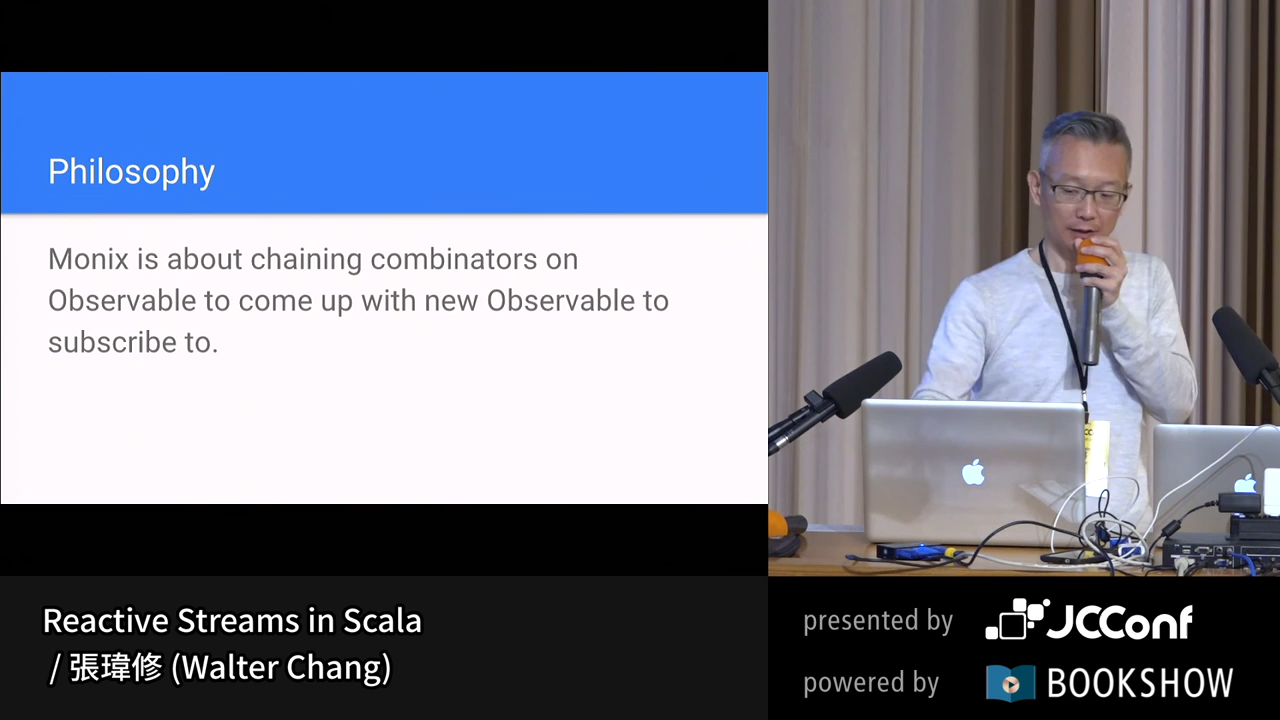 Philosophy
Monix is about chaining combinators on
Observable to come up with new Observable to
subscribe to.
Reactive Streams in Scala
/ 張瑋修 (Walter Chang)
presented by JCConf
powered by BOOKSHOW